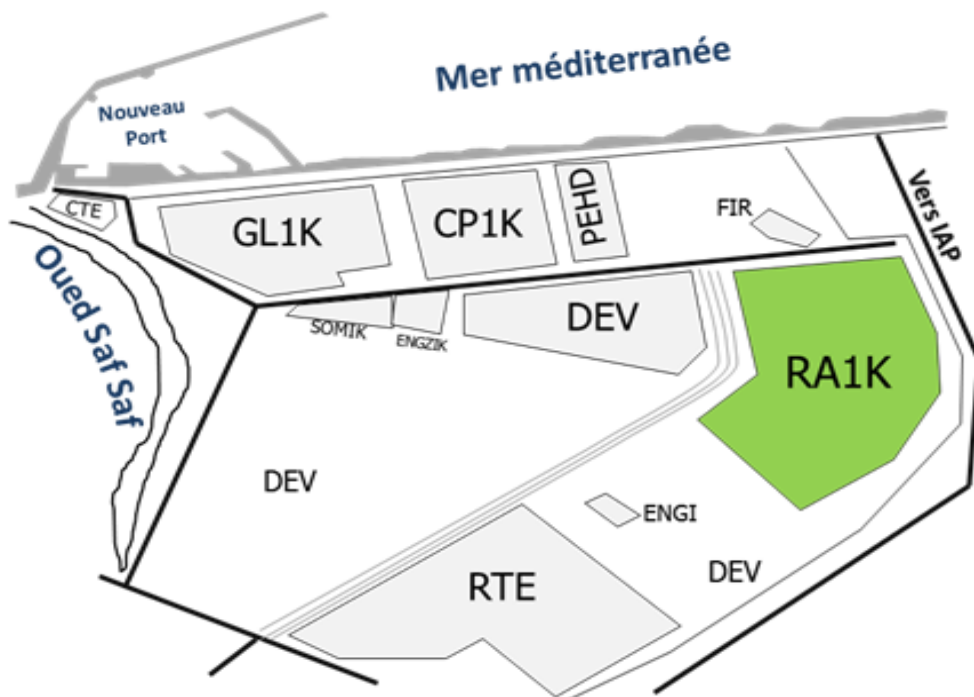 Mer méditerranée
Nouveau
Port
CTE
GL1K
CP1K
PEHD
FIR
Vers IAP
Oued Saf Saf
SOMIK
ENGZIK
DEV
RA1K
DEV
ENGI
DEV
RTE